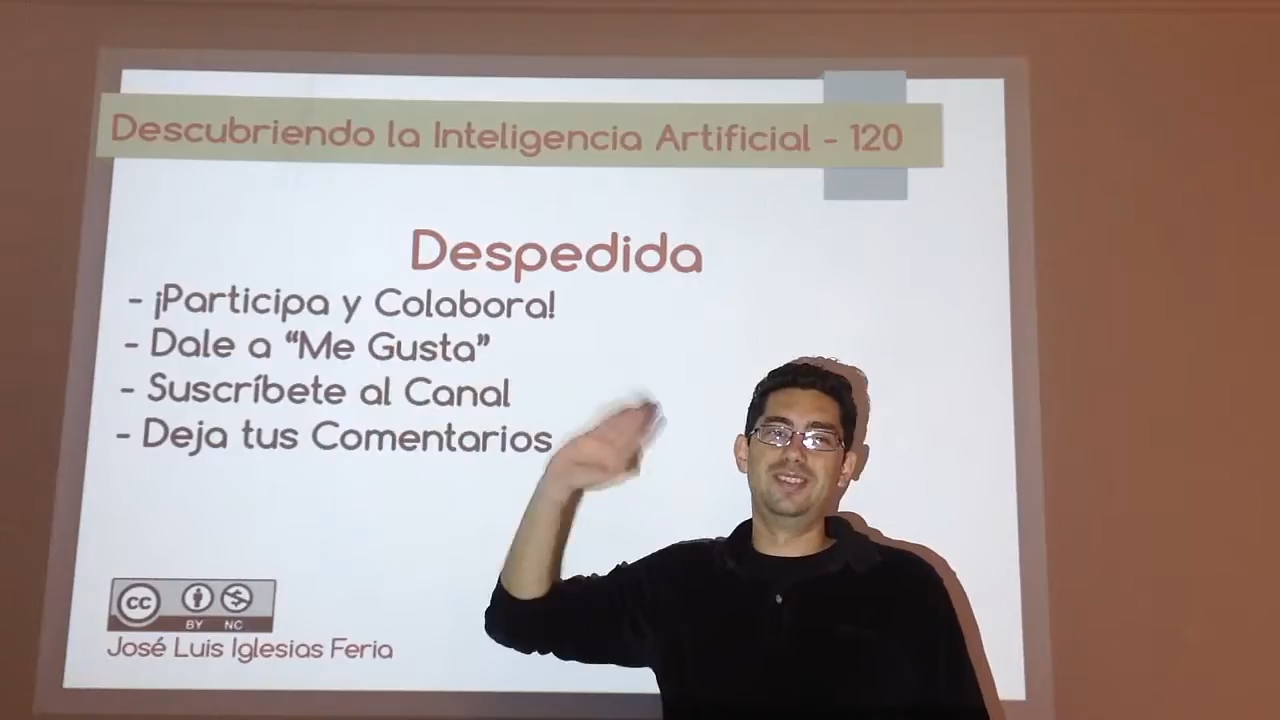 Descubriendo la Inteligencia Artificial - 120
Despedida
- ¡Participa y Colabora!
- Dale a “Me Gusta”
- Suscríbete al Canal
- Deja tus Comentarios
cc
BY NC
José Luis Iglesias Feria